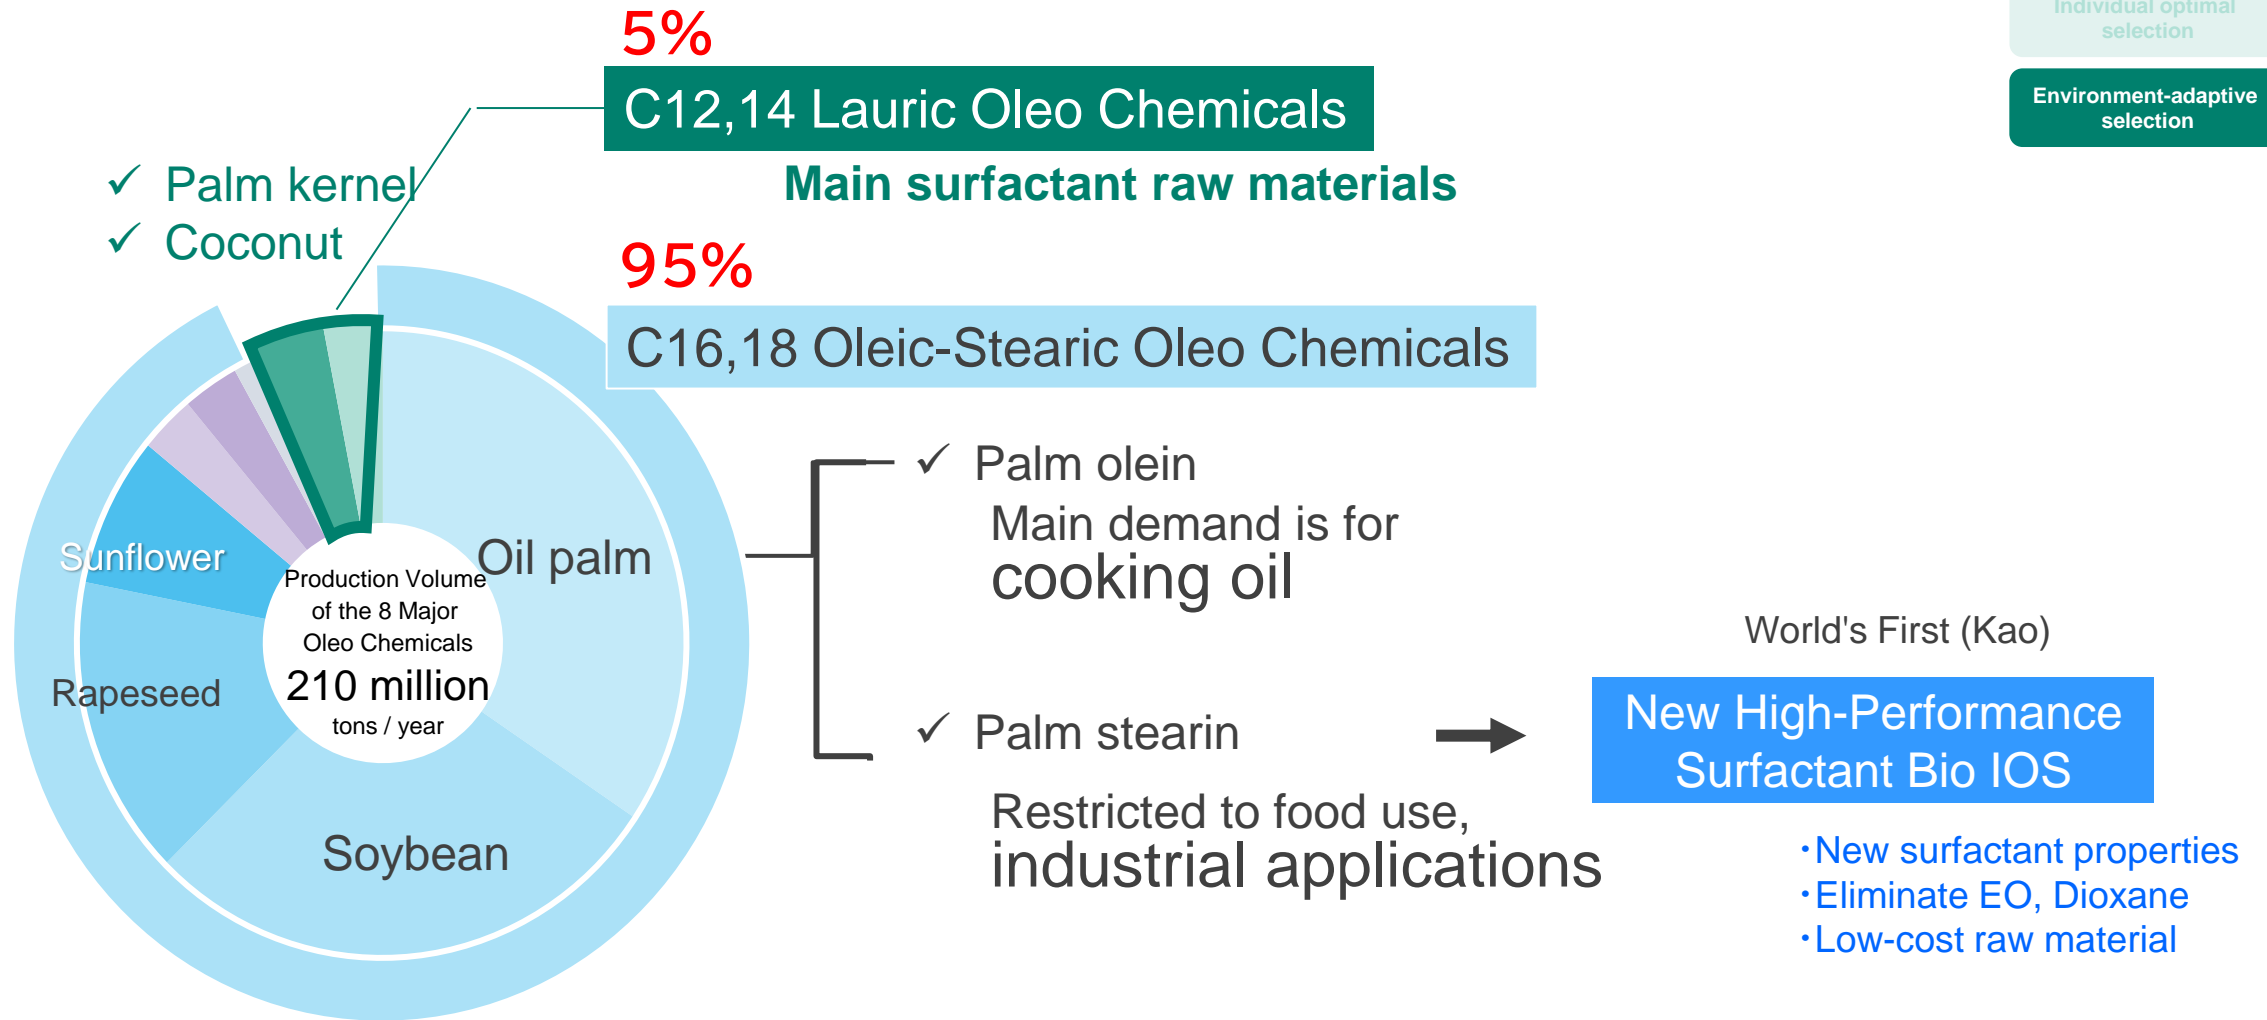 5%
C12,14 Lauric Oleo Chemicals
Main surfactant raw materials
Individual optimal
selection
Environment-adaptive
selection
✓ Palm kernel
✓ Coconut
95%
C16,18 Oleic-Stearic Oleo Chemicals
Oil palm
Soybean
Rapeseed
Sunflower
Production Volume
of the 8 Major
Oleo Chemicals
210 million
tons / year
✓ Palm olein
Main demand is for
cooking oil
✓ Palm stearin
Restricted to food use,
industrial applications
World's First (Kao)
New High-Performance
Surfactant Bio IOS
・New surfactant properties
・Eliminate EO, Dioxane
・Low-cost raw material